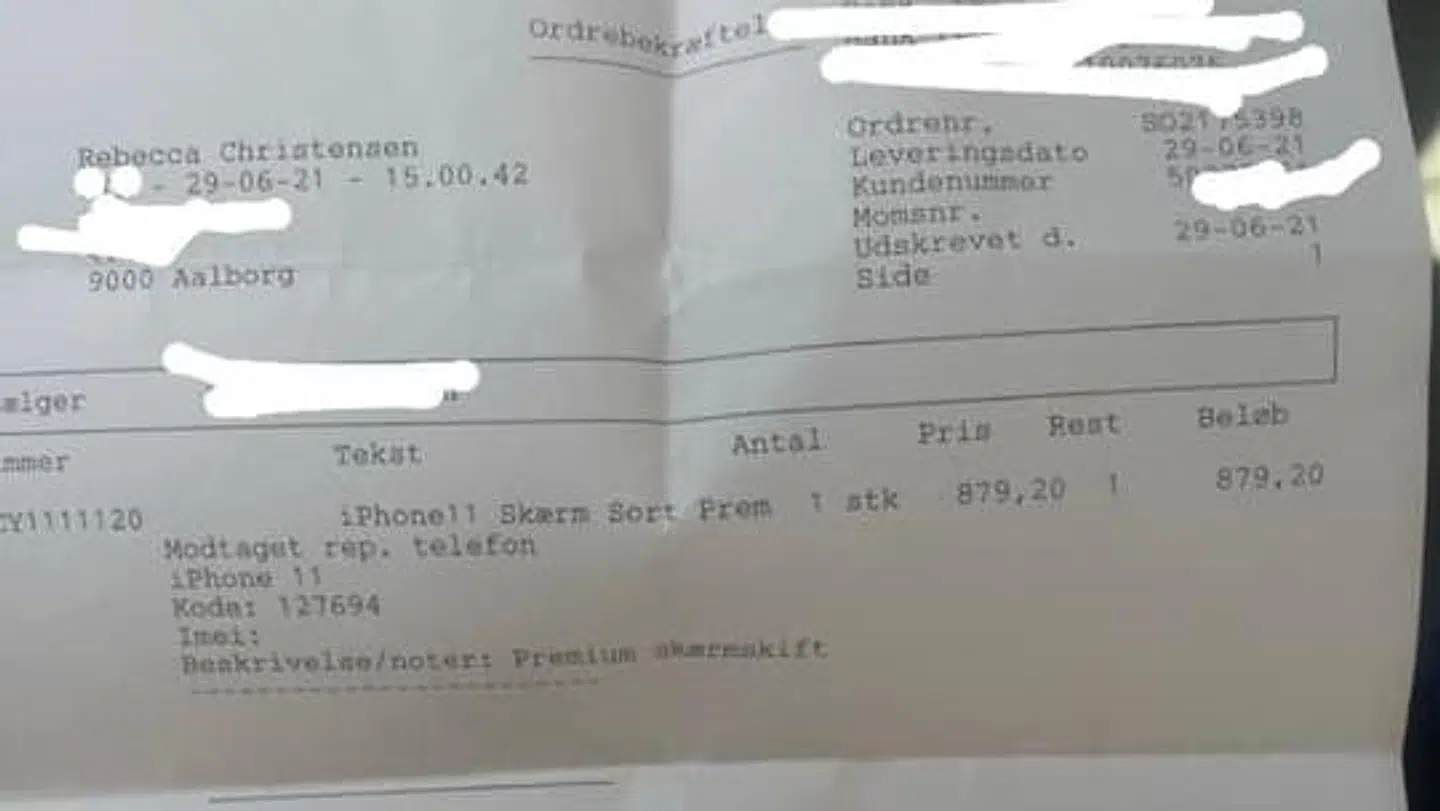 Ordrebekræftel
Rebecca Christensen
- 29-06-21 - 15.00.42
9000 Aalborg
Ordrenr.
Leveringsdato 29-06-21
Kundenummer
Momsnr.
Udskrevet d. 29-06-21
Side 1
ælger
mmer Tekst Antal Pris Rest Beløb
Y1111120 iPhone11 Skærm Sort Prem 1 stk 879,20 1 879,20
Modtaget rep. telefon
iPhone 11
Kode: 127694
Imei:
Beskrivelse/noter: Premium skærmskift